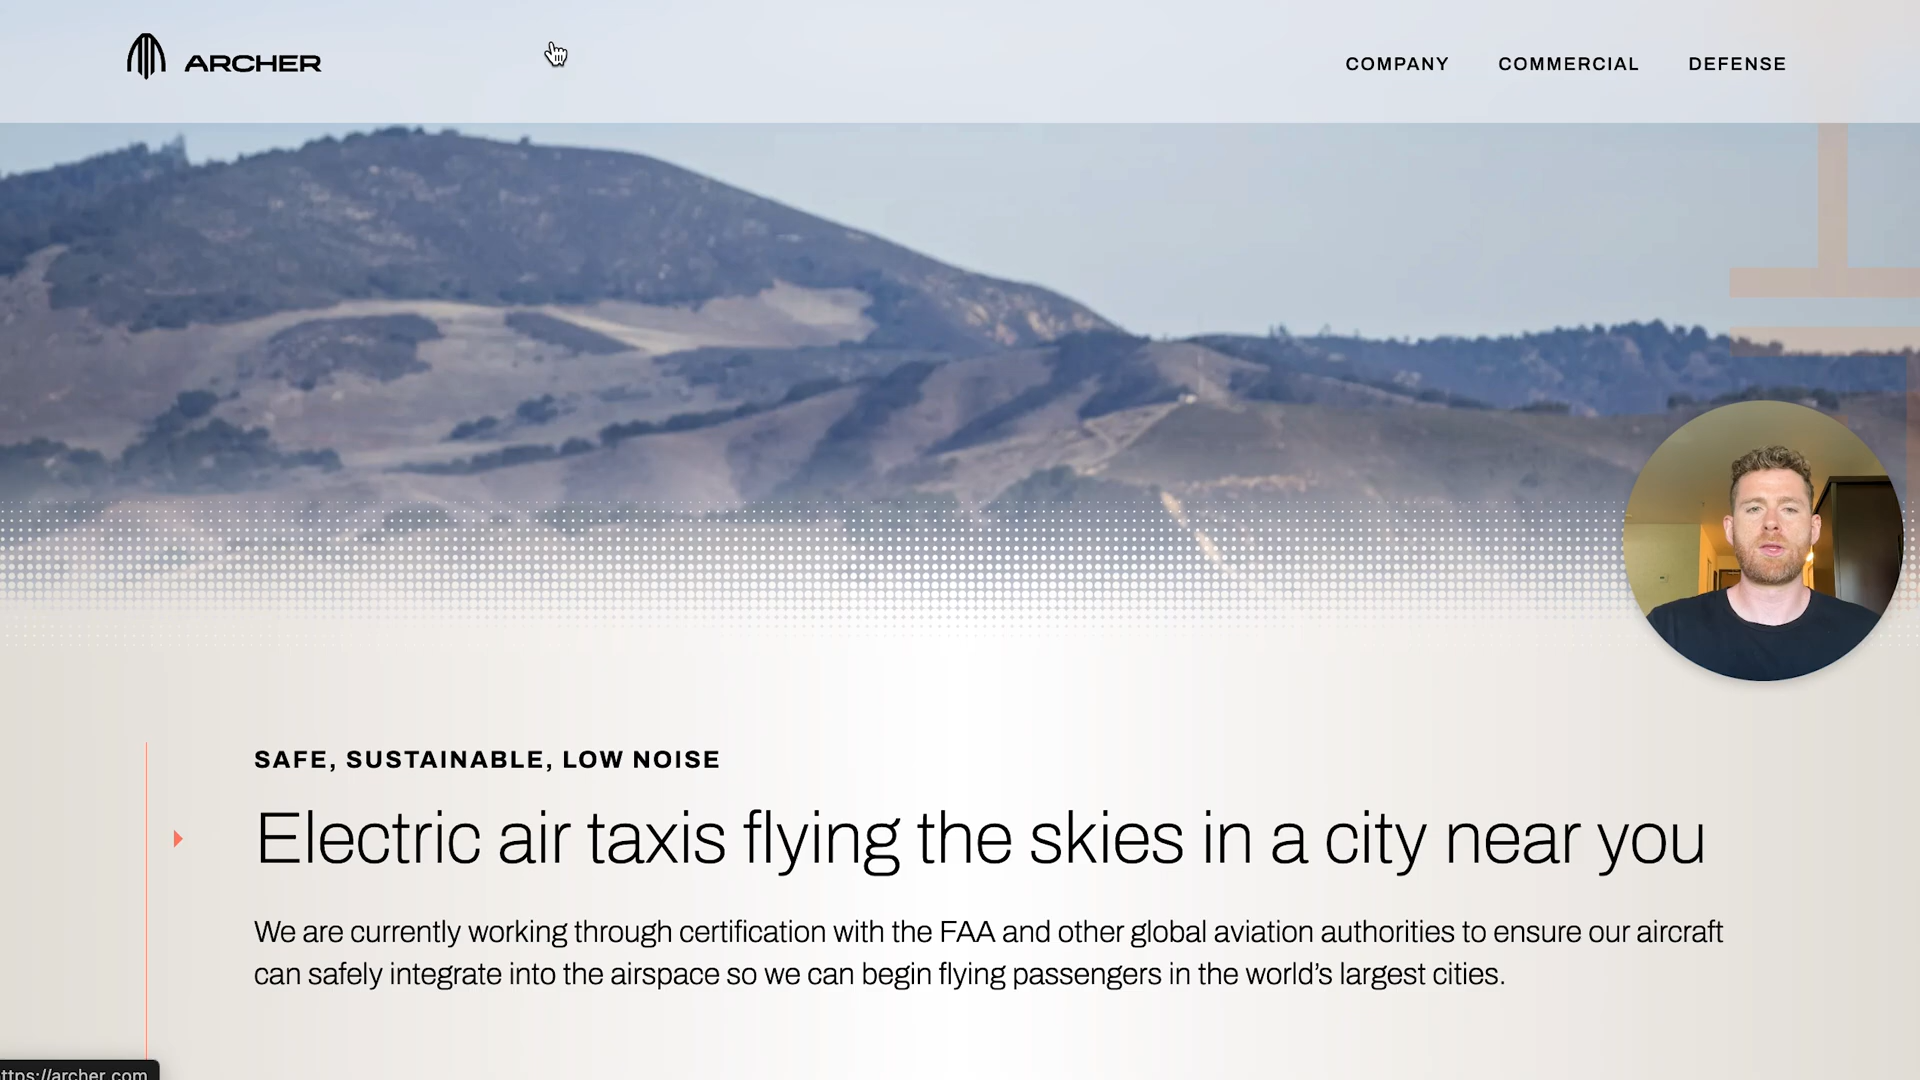 ARCHER
COMPANY
COMMERCIAL
DEFENSE
SAFE, SUSTAINABLE, LOW NOISE
Electric air taxis flying the skies in a city near you
We are currently working through certification with the FAA and other global aviation authorities to ensure our aircraft
can safely integrate into the airspace so we can begin flying passengers in the world’s largest cities.
ttps://archer.com